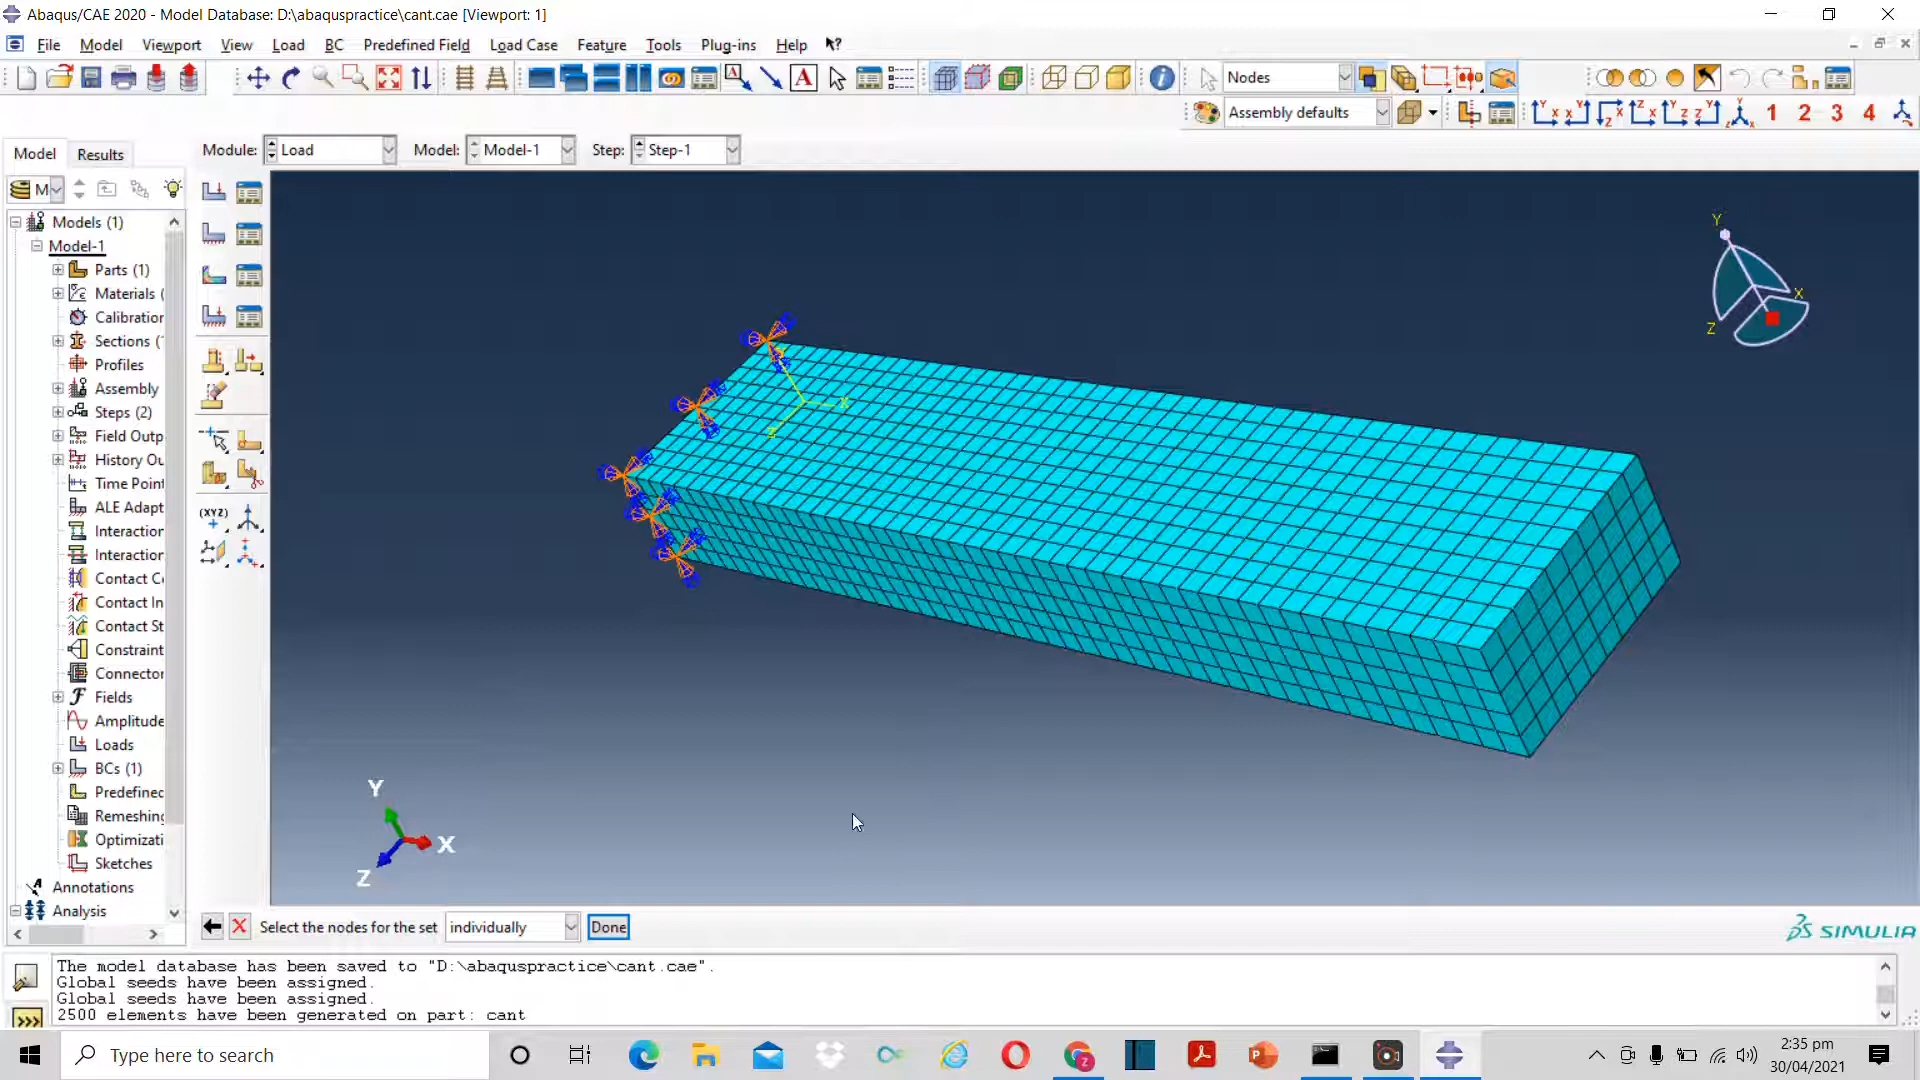 Abaqus/CAE 2020 - Model Database: D:\abaquspractice\cant.cae [Viewport: 1]
File Model Viewport View Load BC Predefined Field Load Case Feature Tools Plug-ins Help
Nodes
Assembly defaults
1 2 3 4
Model Results
Module: Load Model: Model-1 Step: Step-1
M
Models (1)
Model-1
Parts (1)
Materials (
Calibration
Sections (
Profiles
Assembly
Steps (2)
Field Outp
History Ou
Time Point
ALE Adapt
Interaction
Interaction
Contact Co
Contact In
Contact St
Constraint
Connector
Fields
Amplitude
Loads
BCs (1)
Predefined
Remeshing
Optimizati
Sketches
Annotations
Analysis
(XYZ)
Y
X
Z
X
Z
Y
X
Z
Select the nodes for the set individually Done
SIMULIA
The model database has been saved to "D:\abaquspractice\cant.cae".
Global seeds have been assigned.
Global seeds have been assigned.
2500 elements have been generated on part: cant
Type here to search
2:35 pm
30/04/2021